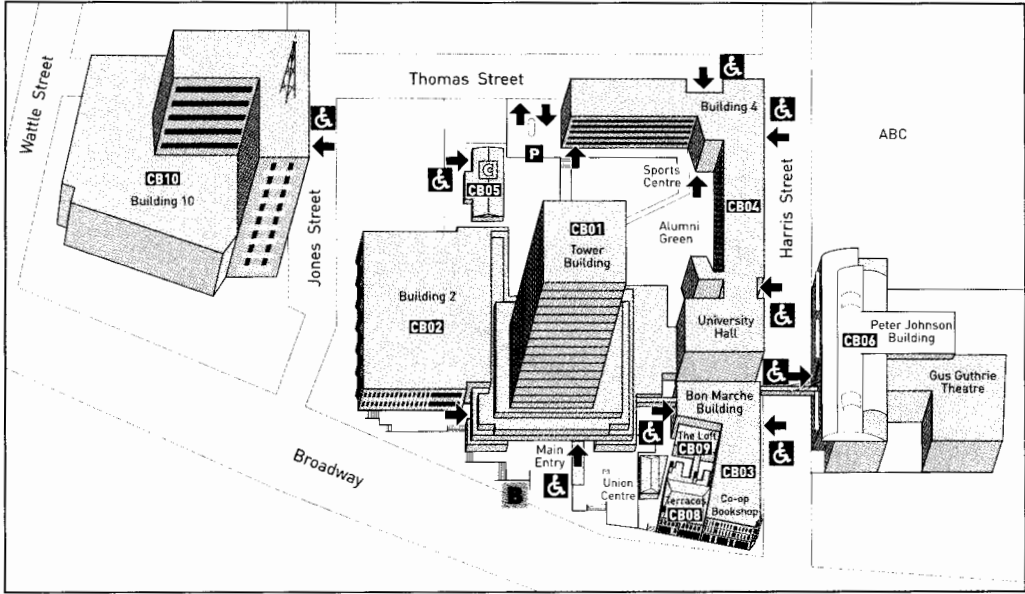 Thomas Street
Wattle Street
Building 4
ABC
P
Sports
Centre
CB10
Building 10
CB05
CB04
Harris Street
CB01
Tower
Building
Alumni
Green
Jones Street
Building 2
CB02
University
Hall
Peter Johnson
CB06
Building
Gus Guthrie
Theatre
Bon Marche
Building
The Loft
CB09
Main
Entry
CB03
Broadway
B
Union
Centre
Terraces
CB08
Co-op
Bookshop